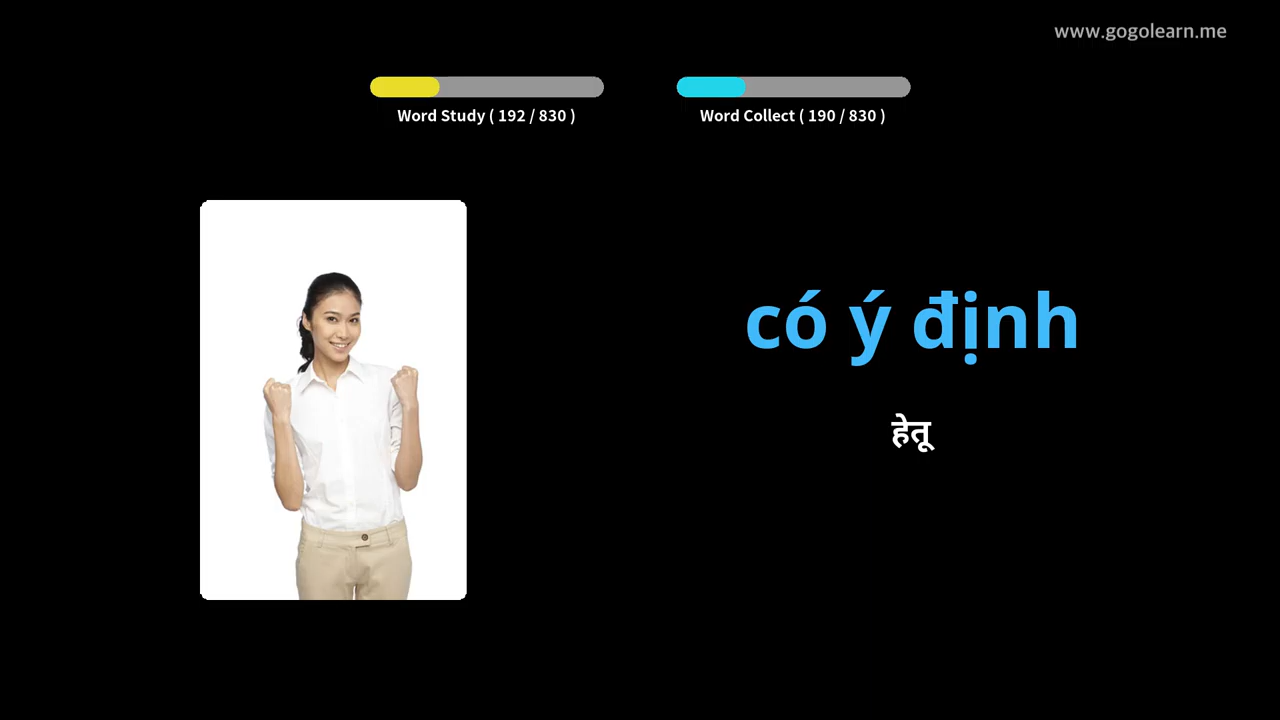 www.gogolearn.me
Word Study ( 192 / 830 )
Word Collect ( 190 / 830 )
có ý định
हेतू